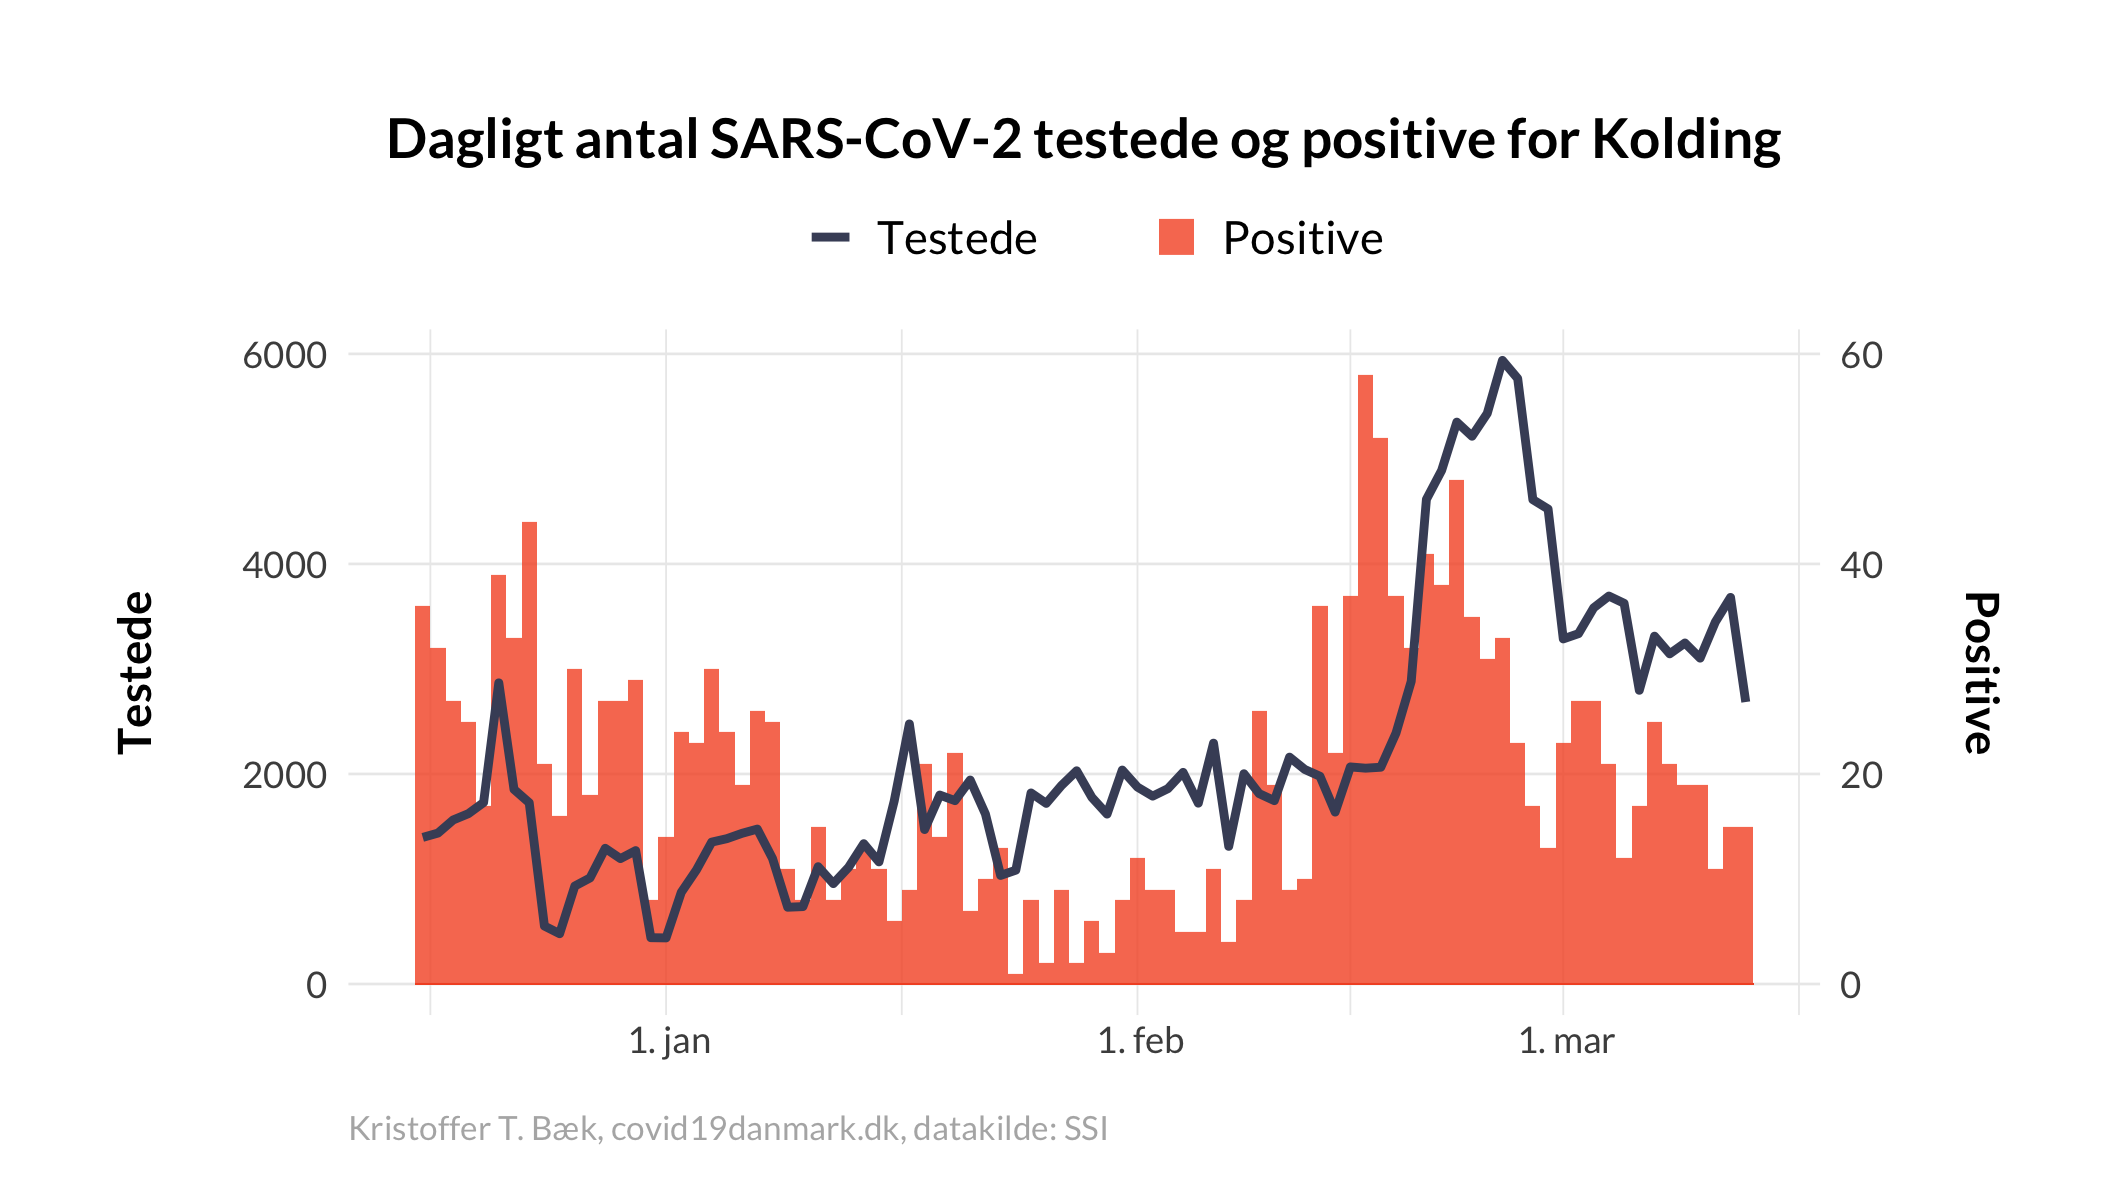 Dagligt antal SARS-CoV-2 testede og positive for Kolding
Testede Positive
6000 60
4000 40
2000 20
0 0
Testede
Positive
1. jan 1. feb 1. mar
Kristoffer T. Bæk, covid19danmark.dk, datakilde: SSI